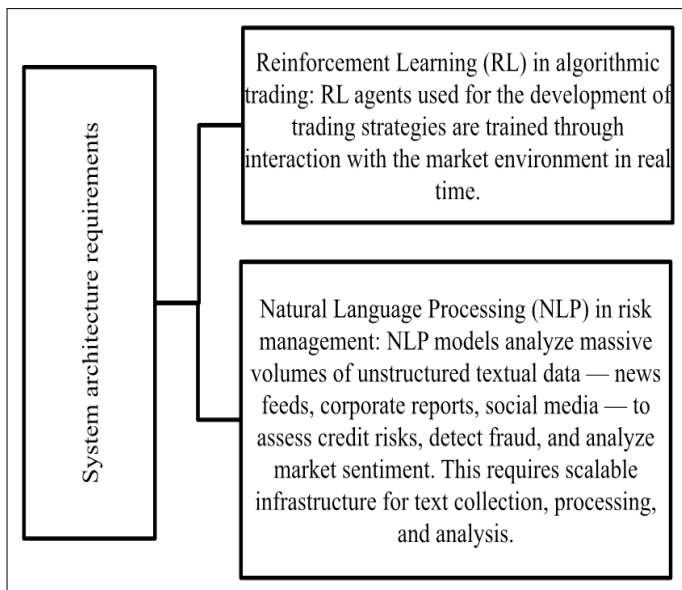 System architecture requirements
Reinforcement Learning (RL) in algorithmic
trading: RL agents used for the development of
trading strategies are trained through
interaction with the market environment in real
time.
Natural Language Processing (NLP) in risk
management: NLP models analyze massive
volumes of unstructured textual data — news
feeds, corporate reports, social media — to
assess credit risks, detect fraud, and analyze
market sentiment. This requires scalable
infrastructure for text collection, processing,
and analysis.